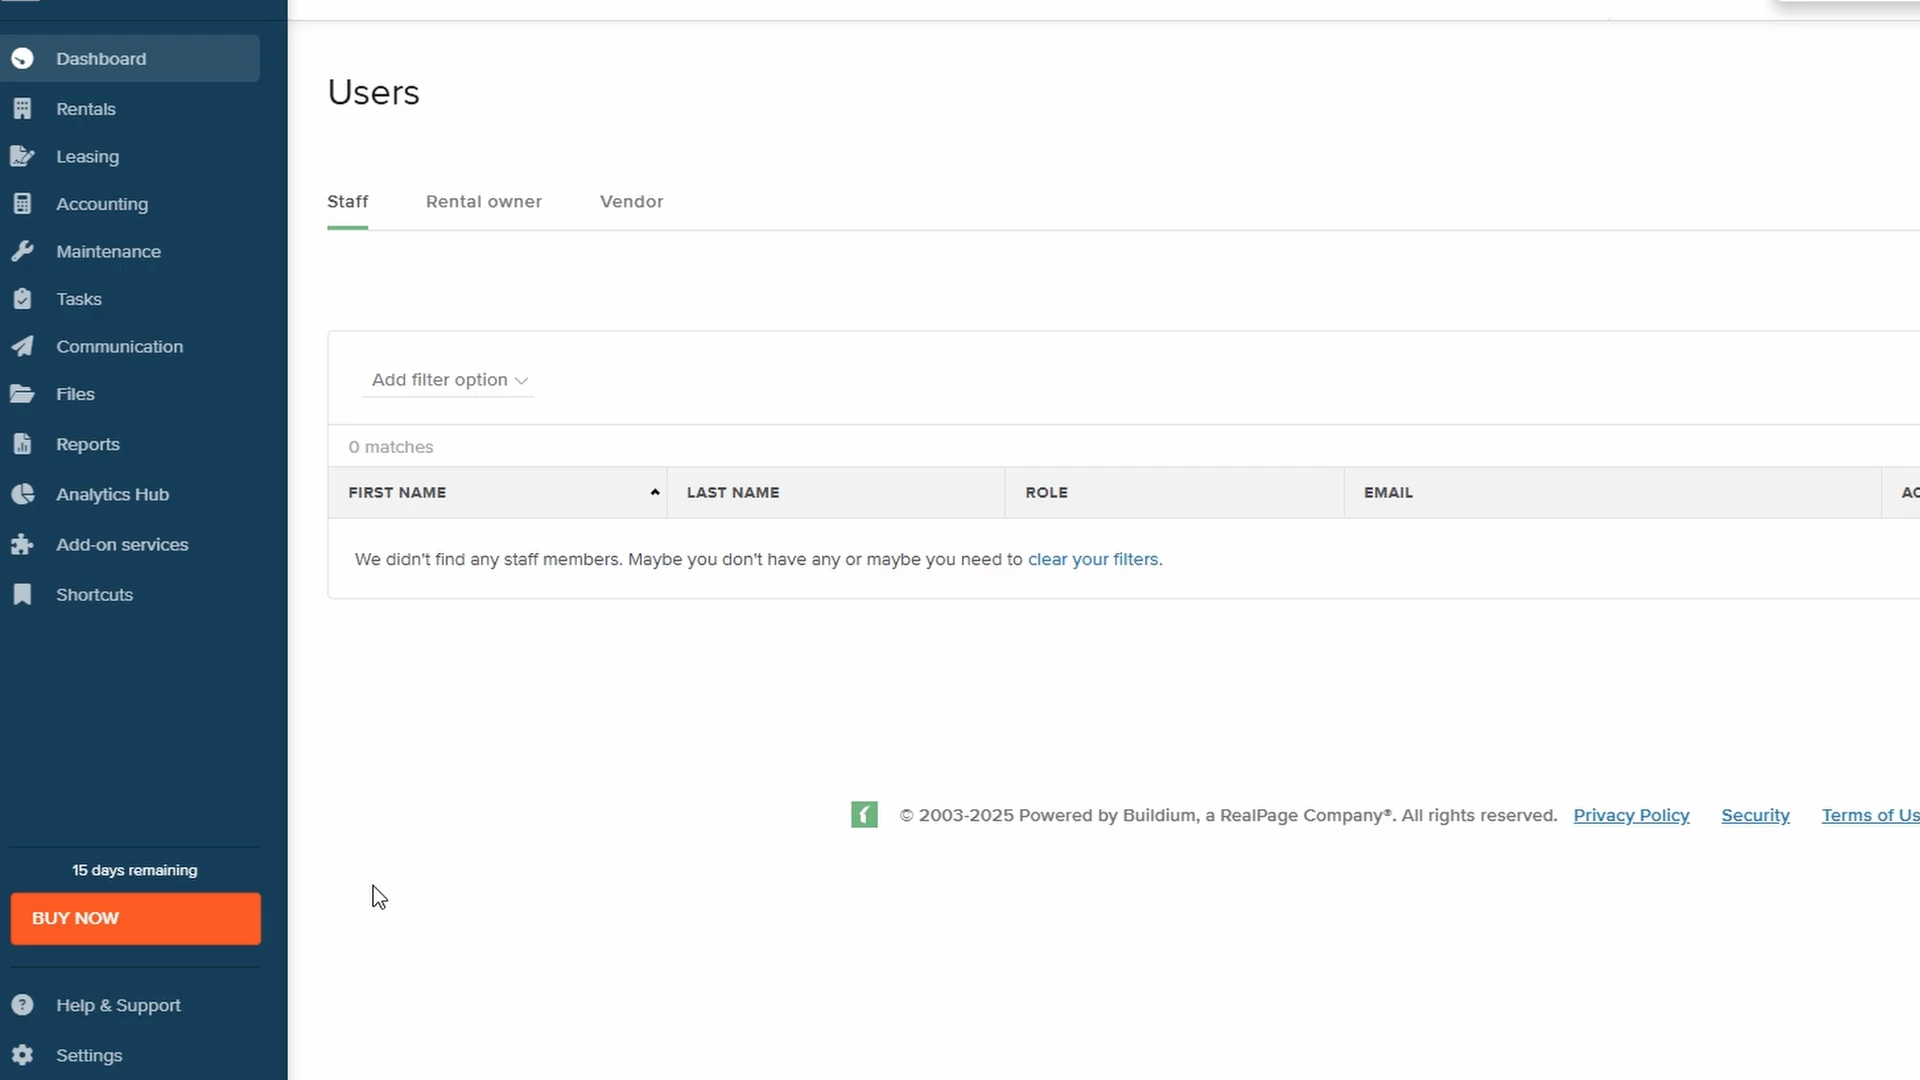 Dashboard
Rentals
Leasing
Accounting
Maintenance
Tasks
Communication
Files
Reports
Analytics Hub
Add-on services
Shortcuts
15 days remaining
BUY NOW
Help & Support
Settings
Users
Staff Rental owner Vendor
Add filter option
0 matches
FIRST NAME LAST NAME ROLE EMAIL AC
We didn't find any staff members. Maybe you don't have any or maybe you need to clear your filters.
© 2003-2025 Powered by Buildium, a RealPage Company®. All rights reserved. Privacy Policy Security Terms of Us